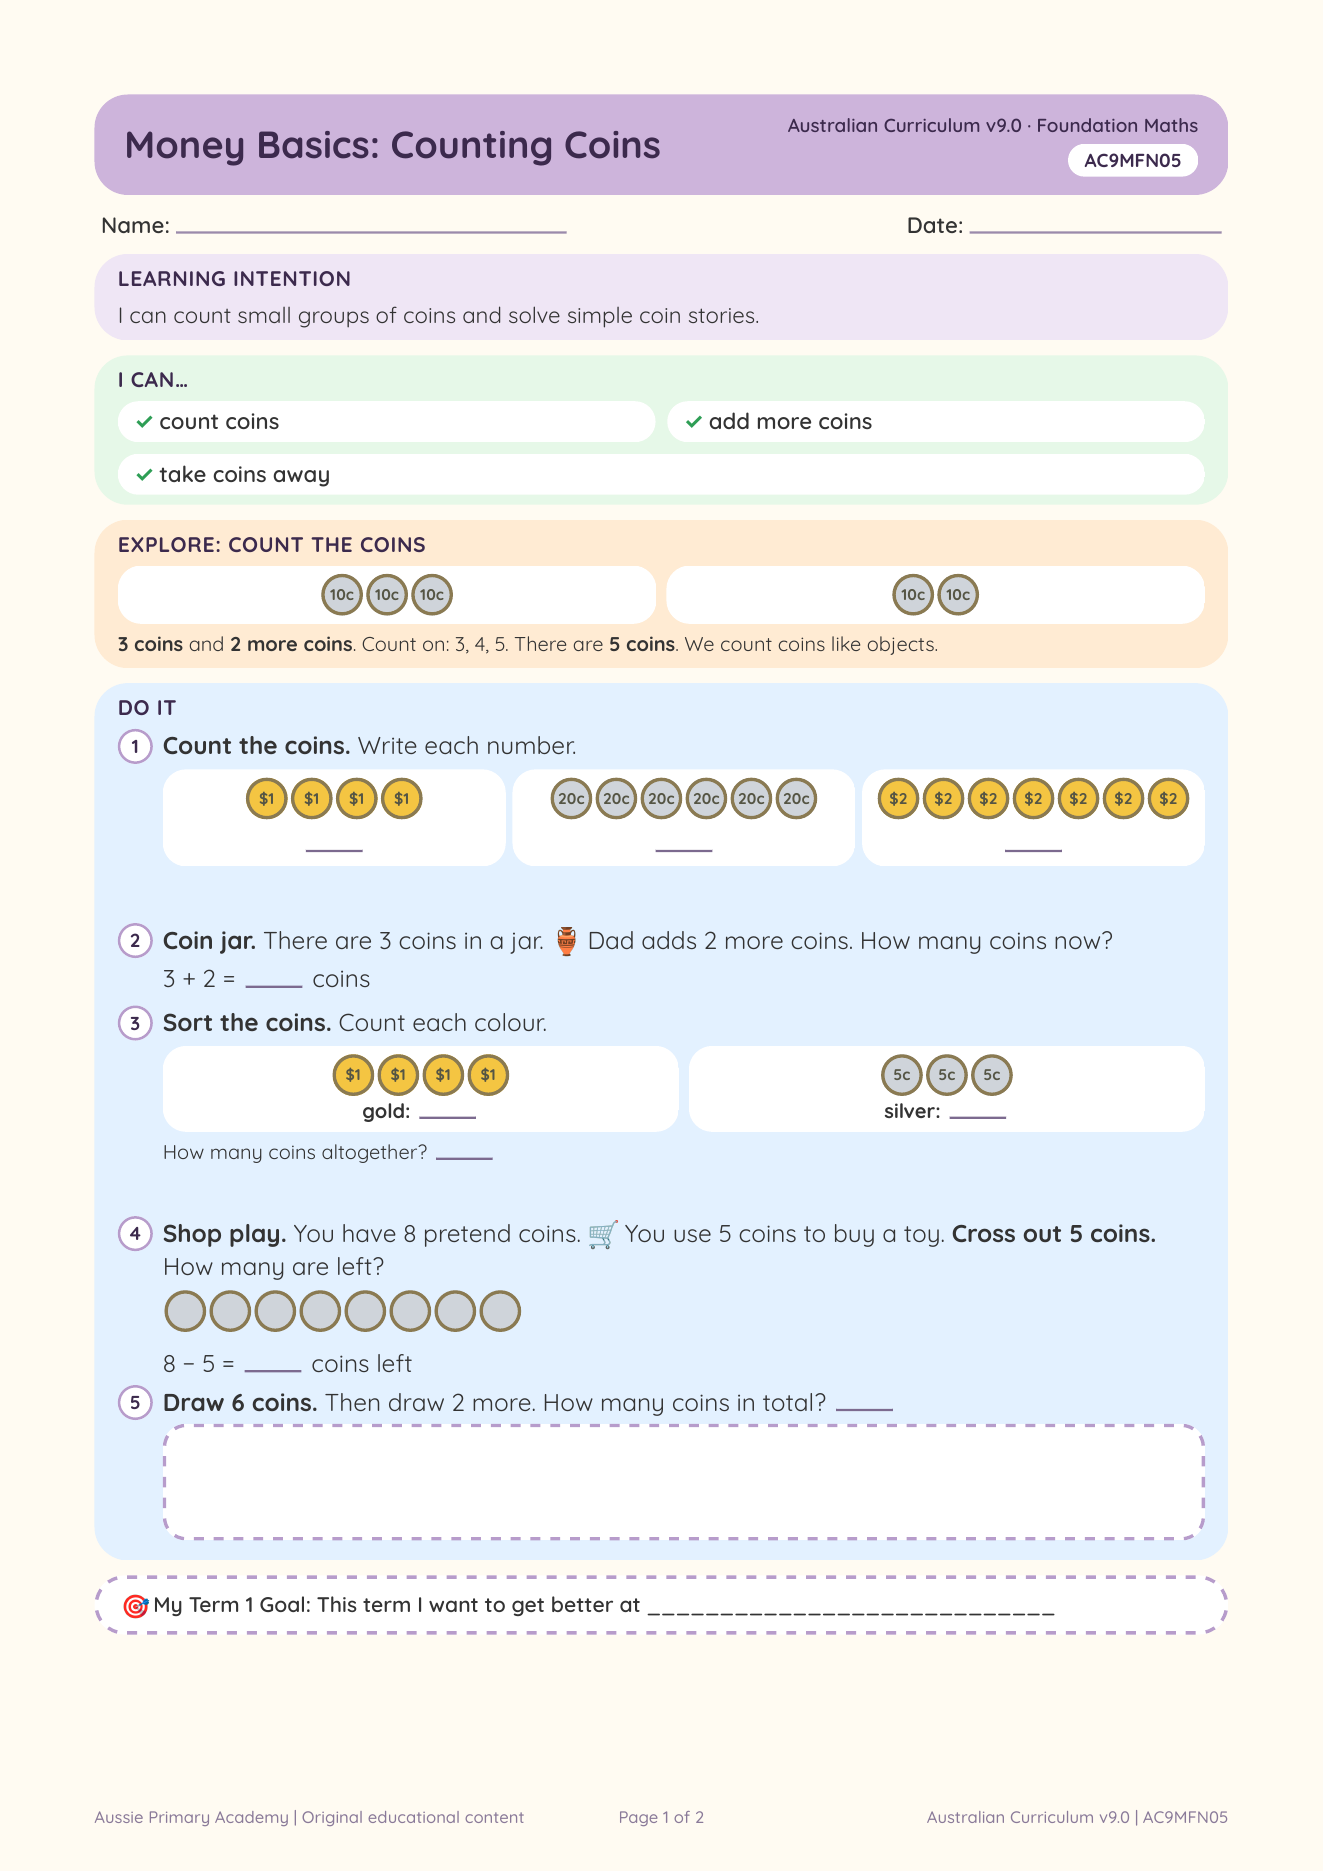 Money Basics: Counting Coins
Australian Curriculum v9.0 · Foundation Maths
AC9MFN05
Name: Date:
LEARNING INTENTION
I can count small groups of coins and solve simple coin stories.
I CAN…
✓ count coins
✓ add more coins
✓ take coins away
EXPLORE: COUNT THE COINS
10c 10c 10c
10c 10c
3 coins and 2 more coins. Count on: 3, 4, 5. There are 5 coins. We count coins like objects.
DO IT
1 Count the coins. Write each number.
$1 $1 $1 $1
20c 20c 20c 20c 20c 20c
$2 $2 $2 $2 $2 $2 $2
2 Coin jar. There are 3 coins in a jar. 🏺 Dad adds 2 more coins. How many coins now?
3 + 2 = _____ coins
3 Sort the coins. Count each colour.
$1 $1 $1 $1
gold: _____
5c 5c 5c
silver: _____
How many coins altogether? _____
4 Shop play. You have 8 pretend coins. 🛒 You use 5 coins to buy a toy. Cross out 5 coins.
How many are left?
8 − 5 = _____ coins left
5 Draw 6 coins. Then draw 2 more. How many coins in total? _____
🎯 My Term 1 Goal: This term I want to get better at ____________________________
Aussie Primary Academy | Original educational content
Page 1 of 2
Australian Curriculum v9.0 | AC9MFN05